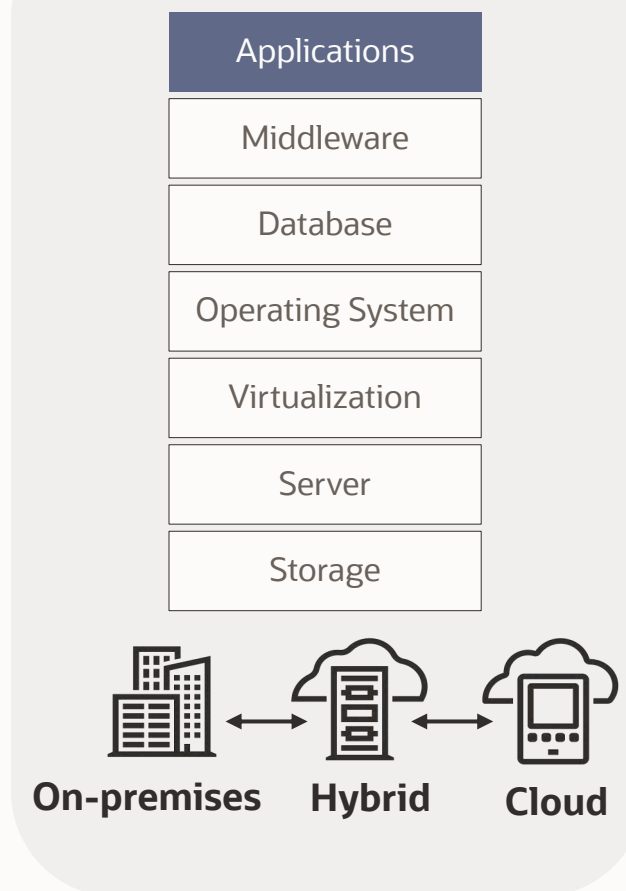 Applications
Middleware
Database
Operating System
Virtualization
Server
Storage
On-premises Hybrid Cloud